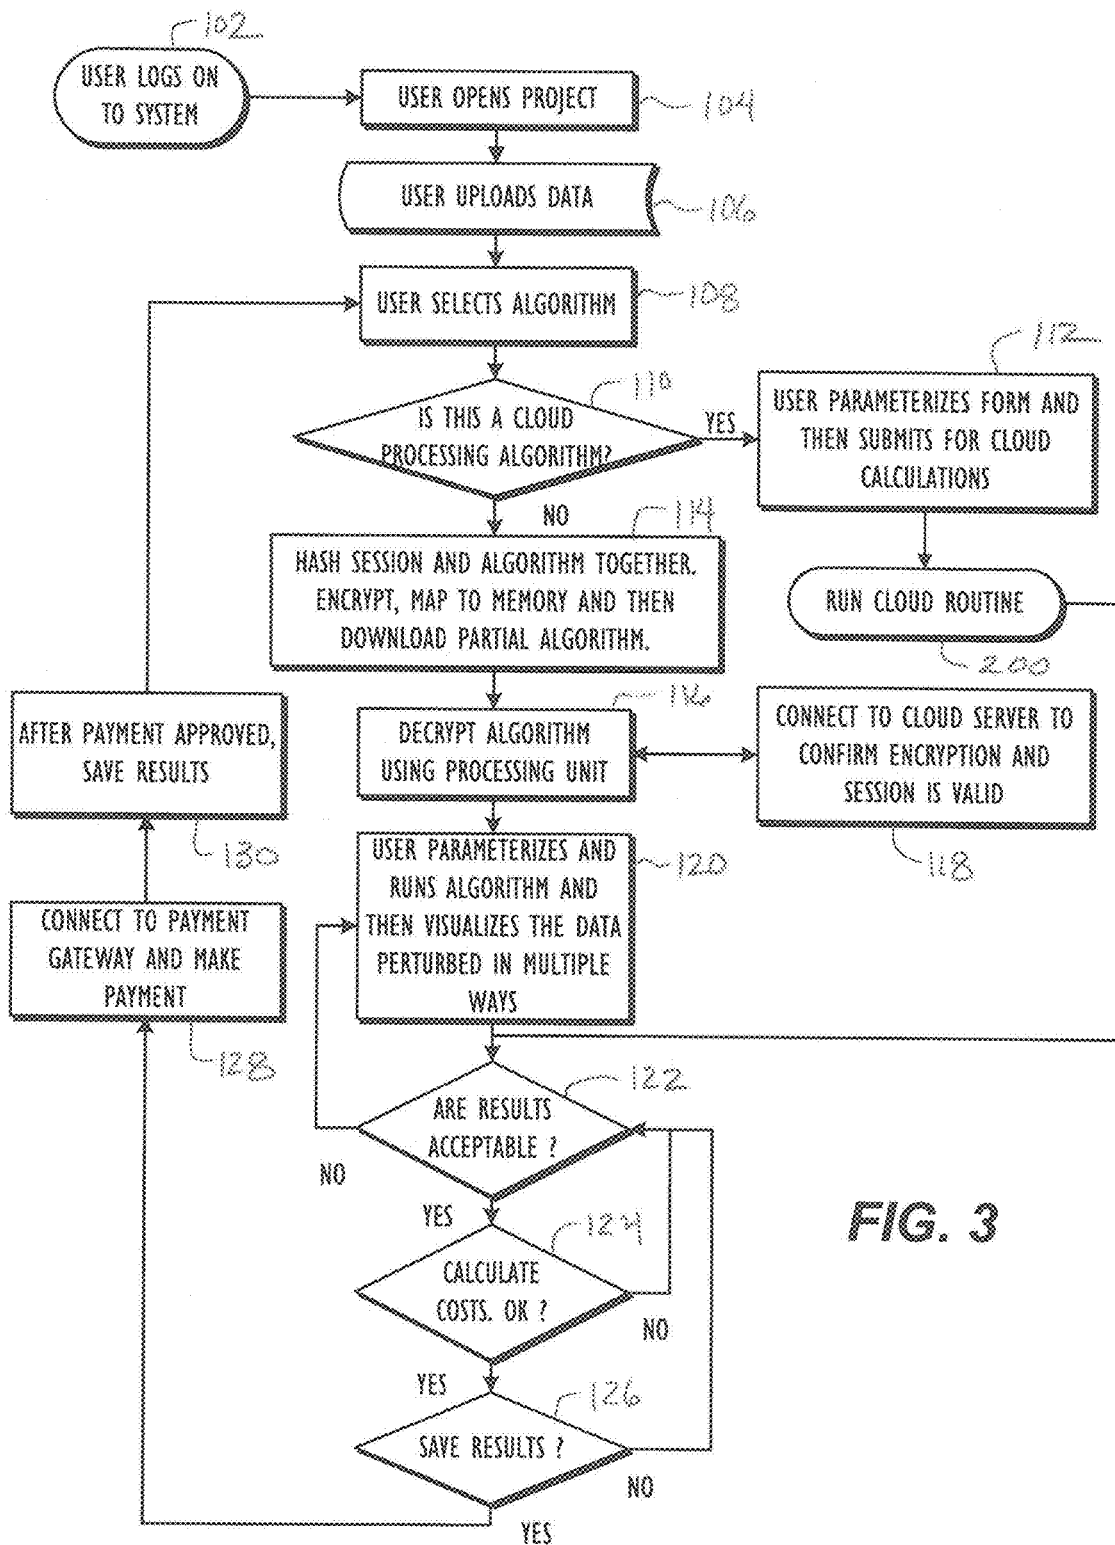 102
USER LOGS ON
TO SYSTEM
USER OPENS PROJECT
104
USER UPLOADS DATA
106
USER SELECTS ALGORITHM
108
110
IS THIS A CLOUD
PROCESSING ALGORITHM?
YES
NO
112
USER PARAMETERIZES FORM AND
THEN SUBMITS FOR CLOUD
CALCULATIONS
114
HASH SESSION AND ALGORITHM TOGETHER.
ENCRYPT, MAP TO MEMORY AND THEN
DOWNLOAD PARTIAL ALGORITHM.
RUN CLOUD ROUTINE
200
116
DECRYPT ALGORITHM
USING PROCESSING UNIT
CONNECT TO CLOUD SERVER TO
CONFIRM ENCRYPTION AND
SESSION IS VALID
118
AFTER PAYMENT APPROVED,
SAVE RESULTS
130
USER PARAMETERIZES AND
RUNS ALGORITHM AND
THEN VISUALIZES THE DATA
PERTURBED IN MULTIPLE
WAYS
120
CONNECT TO PAYMENT
GATEWAY AND MAKE
PAYMENT
128
122
ARE RESULTS
ACCEPTABLE ?
NO
YES
124
CALCULATE
COSTS. OK ?
NO
YES
126
SAVE RESULTS ?
NO
YES
FIG. 3